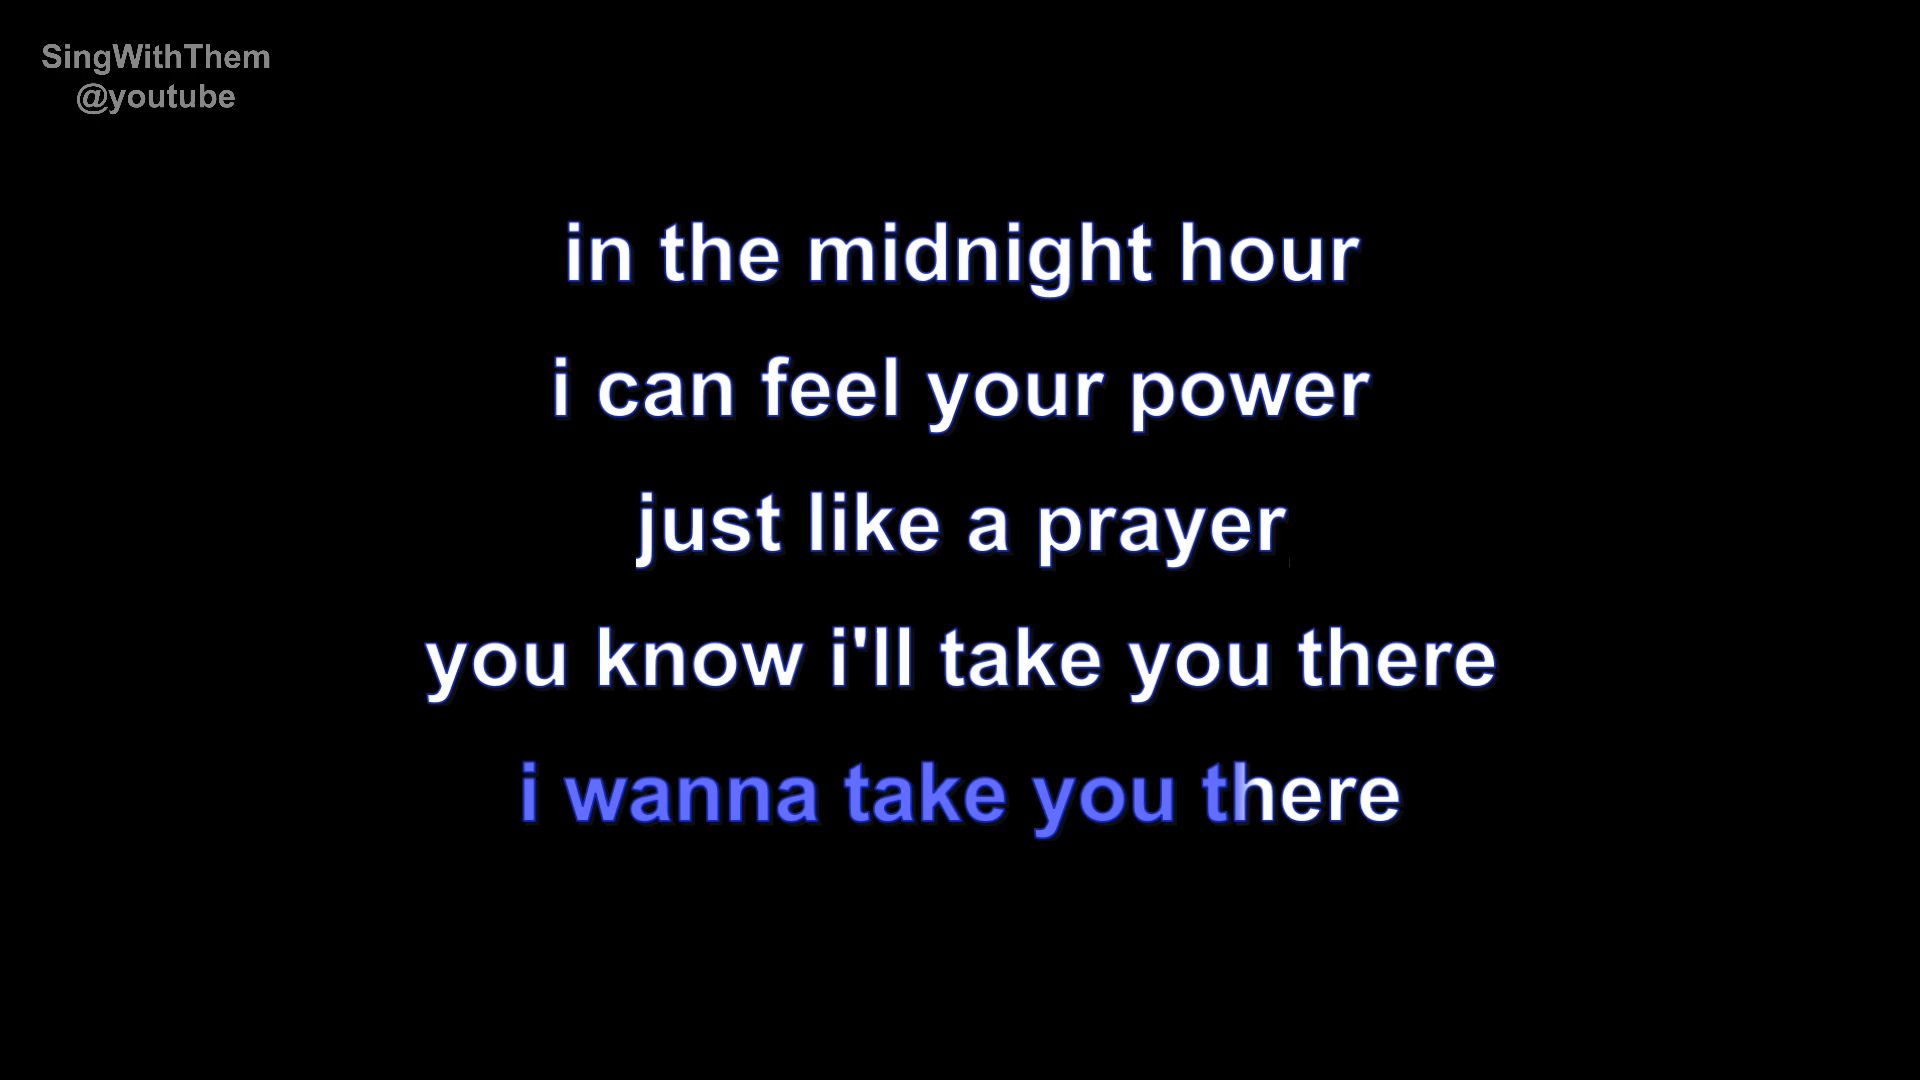 SingWithThem
@youtube
in the midnight hour
i can feel your power
just like a prayer
you know i'll take you there
i wanna take you there